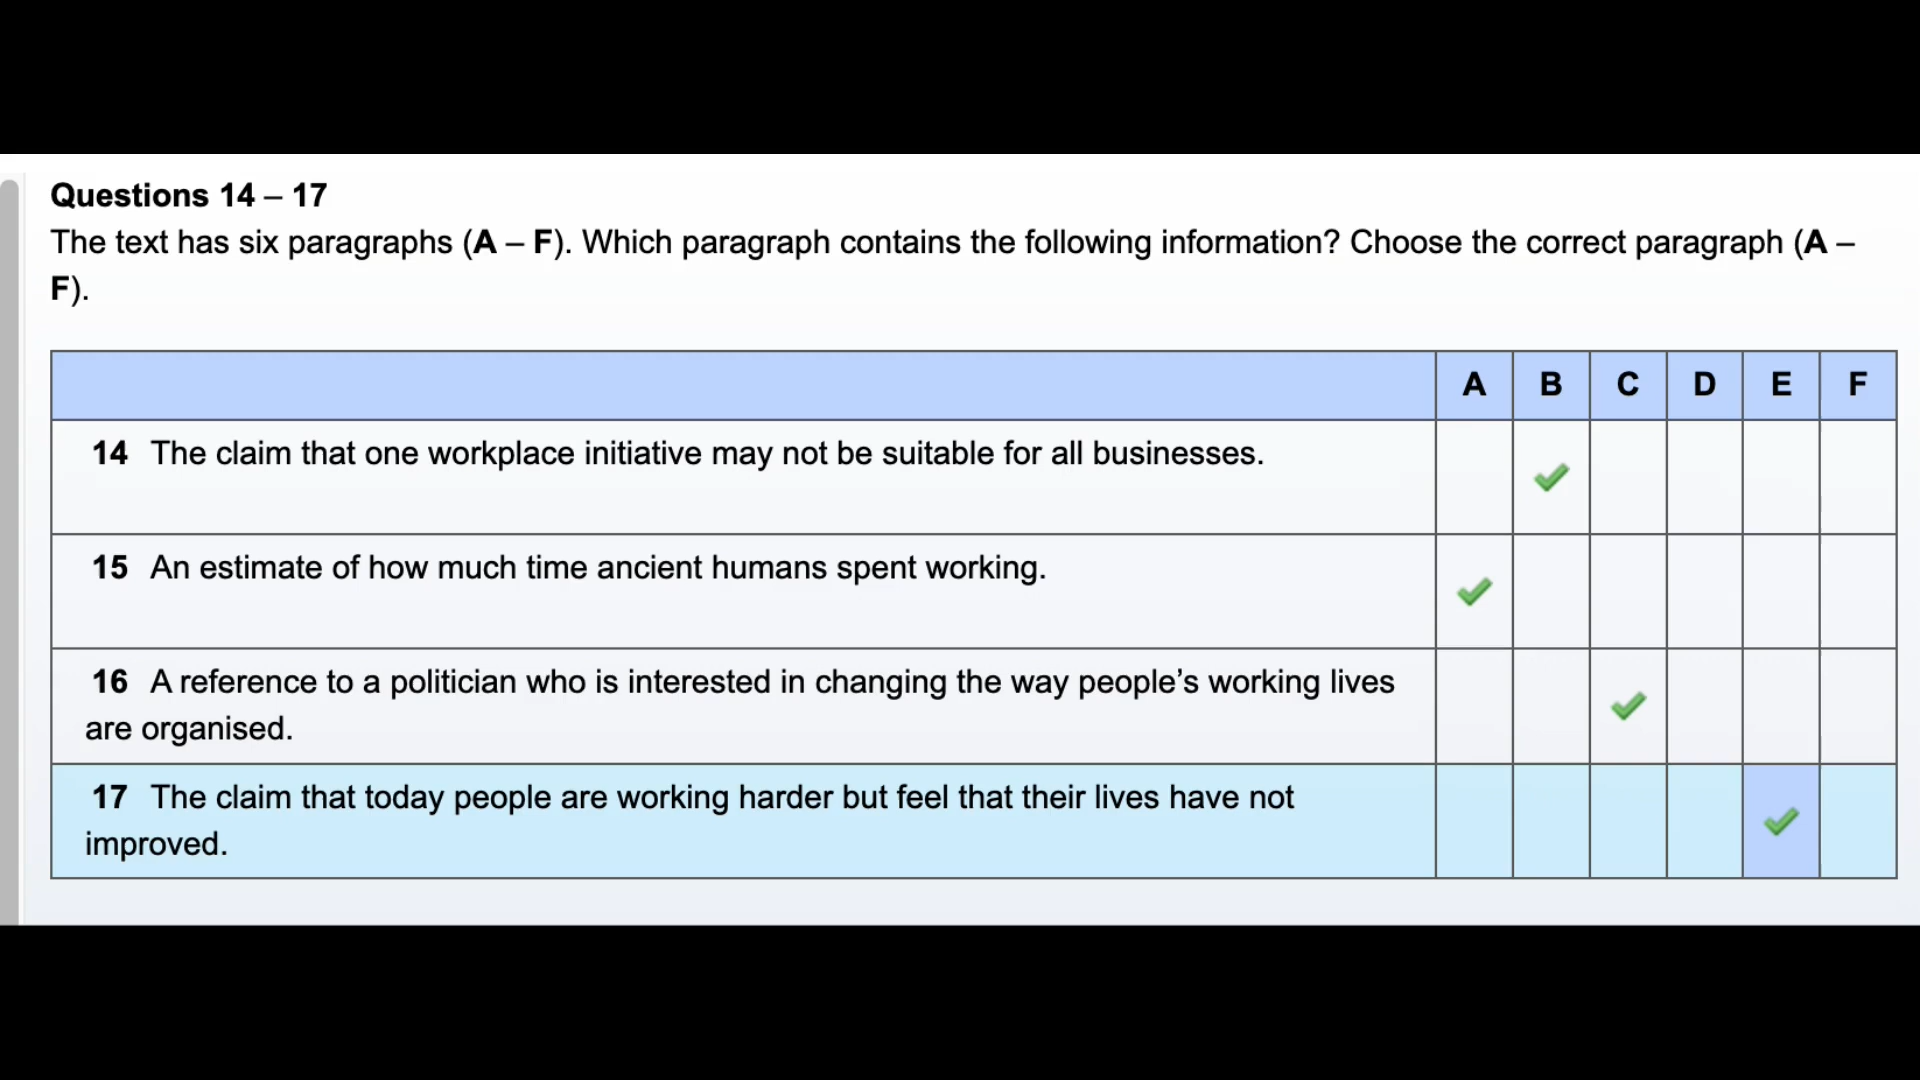 Questions 14 – 17
The text has six paragraphs (A – F). Which paragraph contains the following information? Choose the correct paragraph (A –
F).
A B C D E F
14 The claim that one workplace initiative may not be suitable for all businesses.
15 An estimate of how much time ancient humans spent working.
16 A reference to a politician who is interested in changing the way people’s working lives
are organised.
17 The claim that today people are working harder but feel that their lives have not
improved.